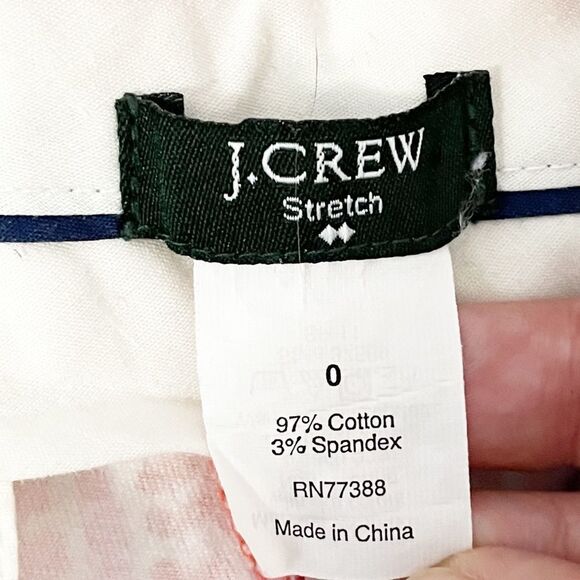 J.CREW
Stretch
0
97% Cotton
3% Spandex
RN77388
Made in China